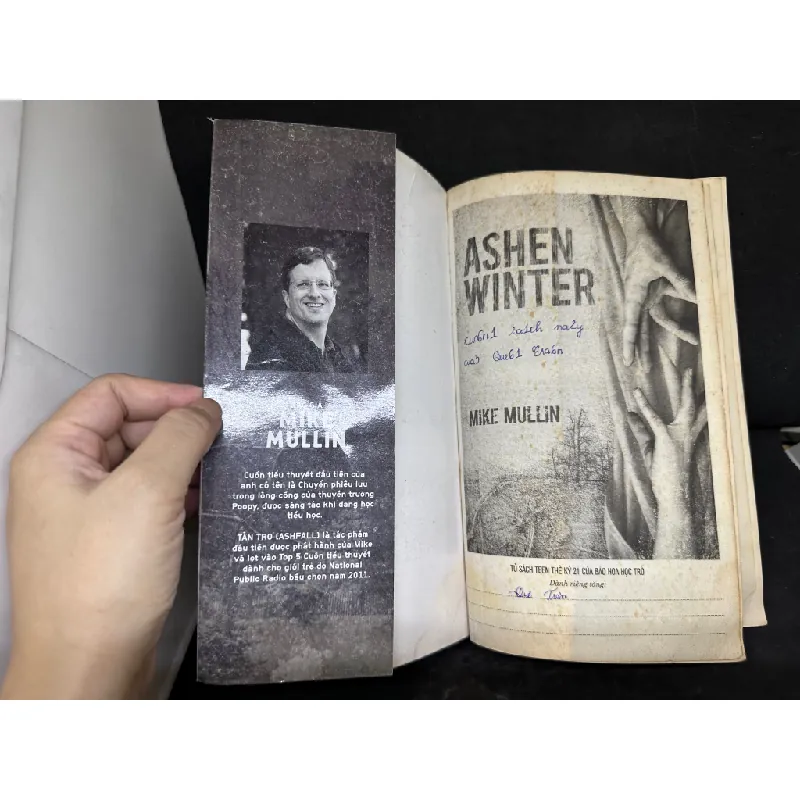 MIKE
MULLIN
Cuốn tiểu thuyết đầu tiên của
anh có tên là Chuyến phiêu lưu
trong lòng cống của thuyền trưởng
Poopy, được sáng tác khi đang học
tiểu học.
TÀN TRO (ASHFALL) là tác phẩm
đầu tiên được phát hành của Mike
và lọt vào Top 5 Cuốn tiểu thuyết
dành cho giới trẻ do National
Public Radio bầu chọn năm 2011.
ASHEN
WINTER
MIKE MULLIN
TỦ SÁCH TEEN THẾ KỶ 21 CỦA BÁO HOA HỌC TRÒ
Dành riêng tặng: